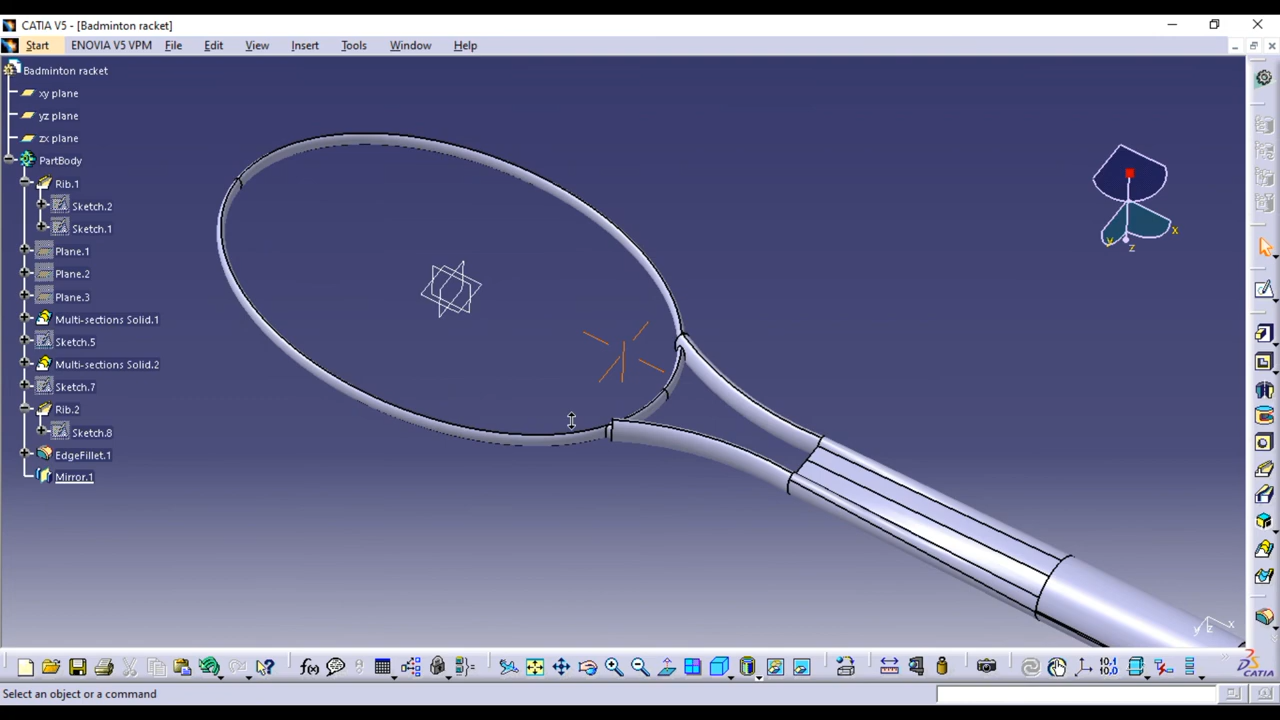 CATIA V5 - [Badminton racket]
Start ENOVIA V5 VPM File Edit View Insert Tools Window Help
Badminton racket
xy plane
yz plane
zx plane
PartBody
Rib.1
Sketch.2
Sketch.1
Plane.1
Plane.2
Plane.3
Multi-sections Solid.1
Sketch.5
Multi-sections Solid.2
Sketch.7
Rib.2
Sketch.8
EdgeFillet.1
Mirror.1
x
y
z
y z x
f(x)
10.0
CATIA
Select an object or a command